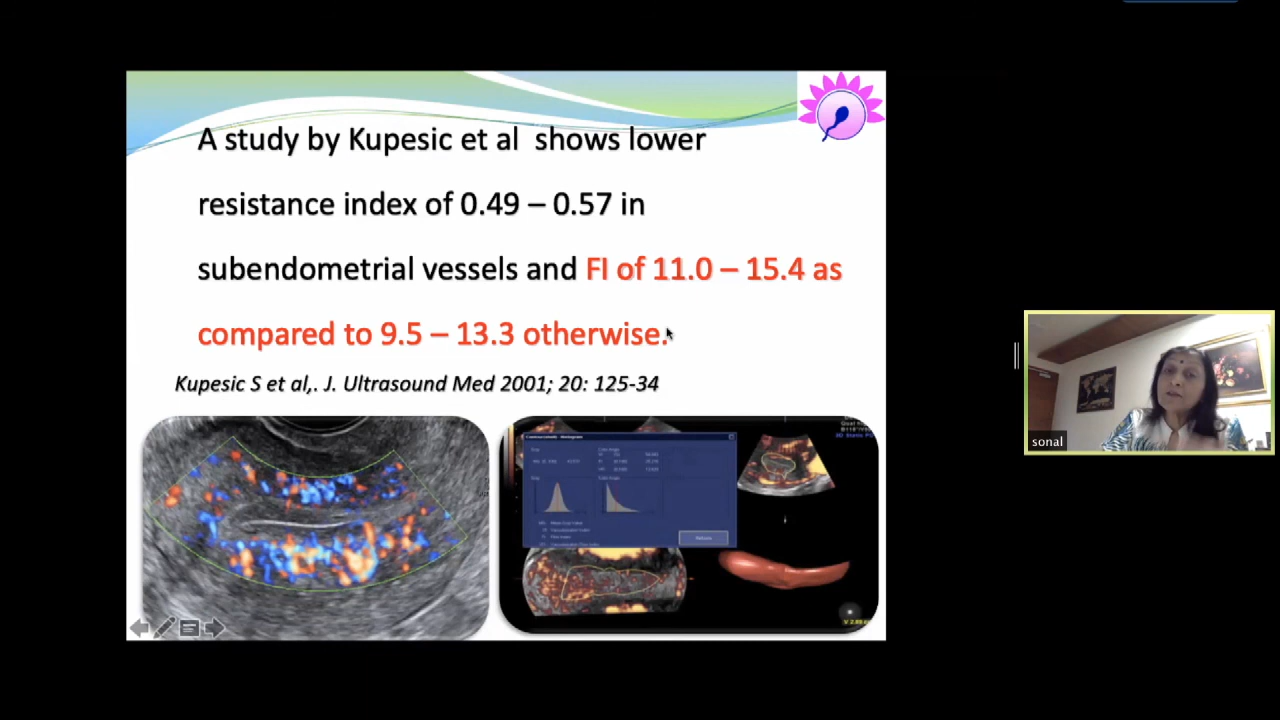 A study by Kupesic et al shows lower
resistance index of 0.49 – 0.57 in
subendometrial vessels and FI of 11.0 – 15.4 as
compared to 9.5 – 13.3 otherwise.
Kupesic S et al,. J. Ultrasound Med 2001; 20: 125-34
sonal